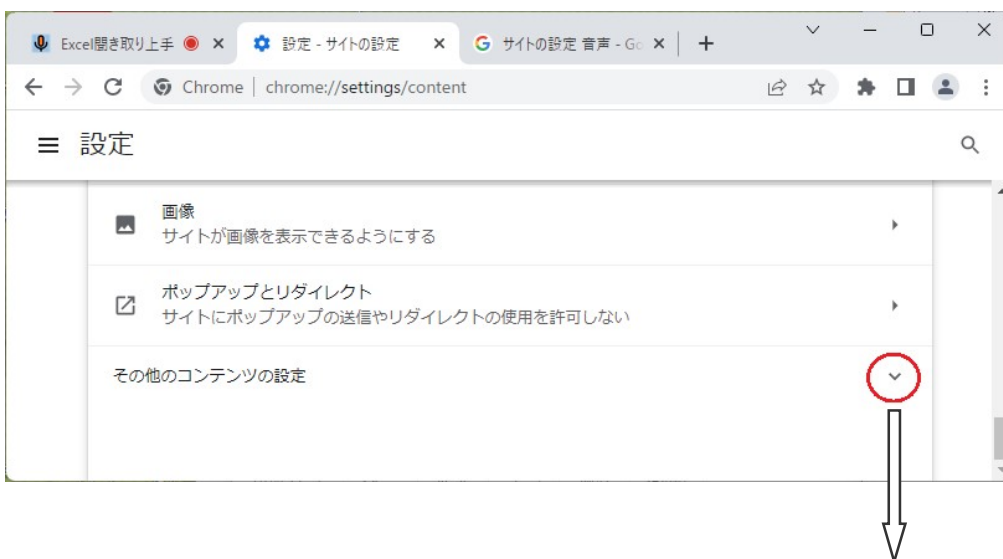 Excel聞き取り上手
設定 - サイトの設定
サイトの設定 音声 - Go
Chrome | chrome://settings/content
設定
画像
サイトが画像を表示できるようにする
ポップアップとリダイレクト
サイトにポップアップの送信やリダイレクトの使用を許可しない
その他のコンテンツの設定